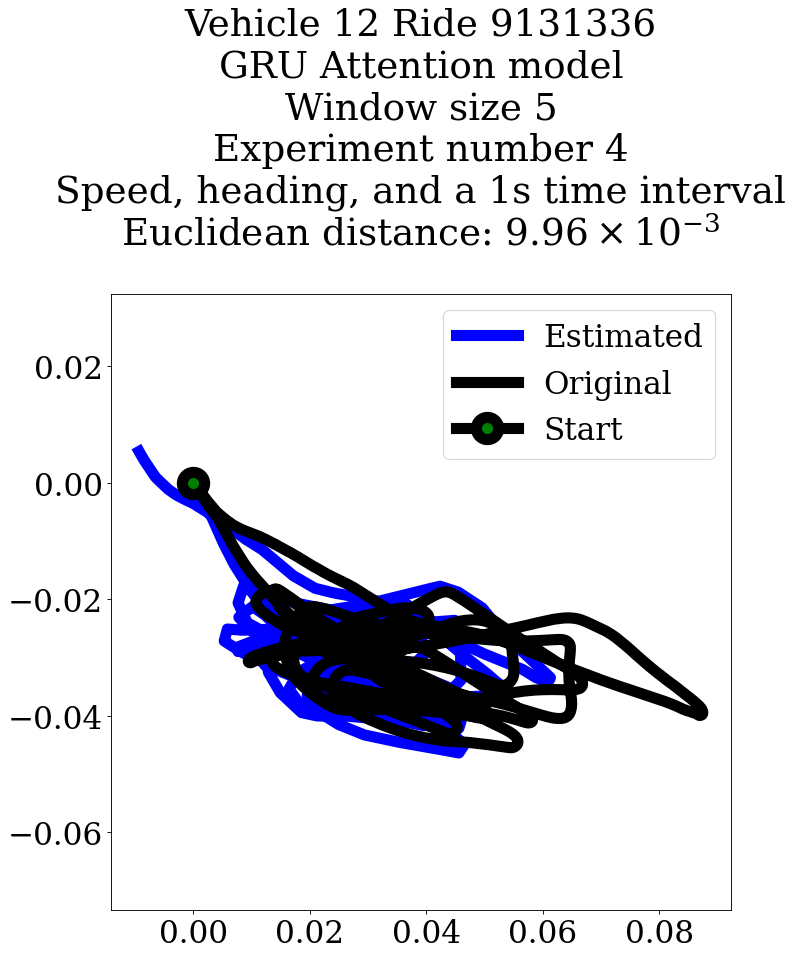 Vehicle 12 Ride 9131336
GRU Attention model
Window size 5
Experiment number 4
Speed, heading, and a 1s time interval
Euclidean distance: 9.96 × 10⁻³
Estimated
Original
Start
0.02
0.00
−0.02
−0.04
−0.06
0.00 0.02 0.04 0.06 0.08